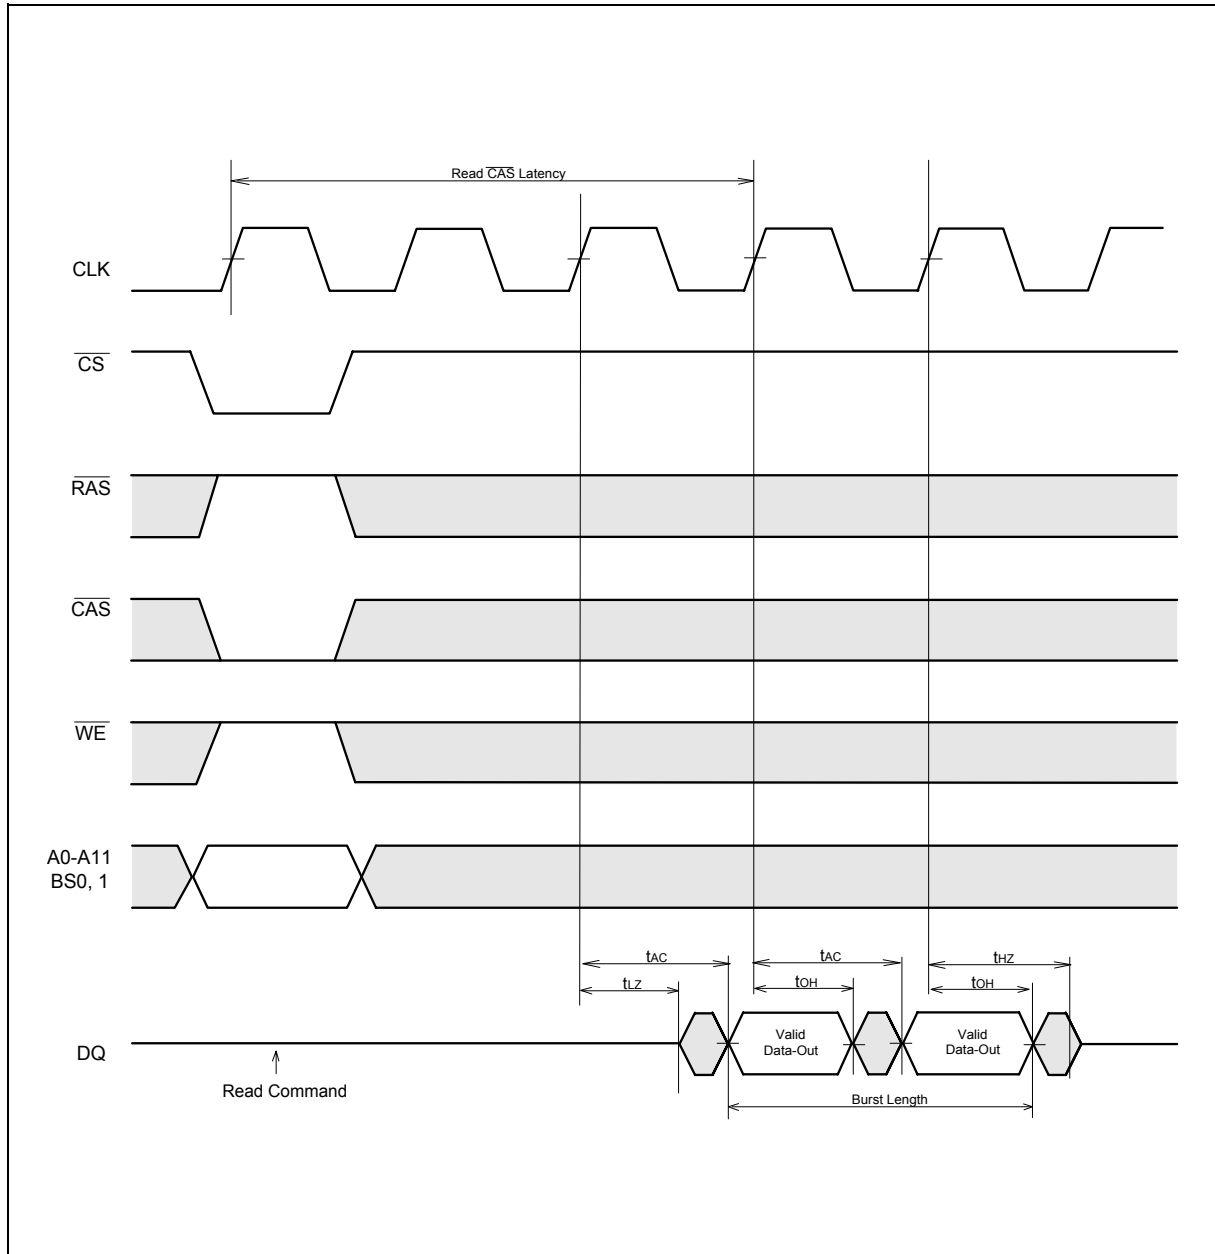 Read CAS Latency
CLK
CS
RAS
CAS
WE
A0-A11
BS0, 1
tAC
tAC
tHZ
tLZ
tOH
tOH
DQ
Valid
Data-Out
Valid
Data-Out
Read Command
Burst Length